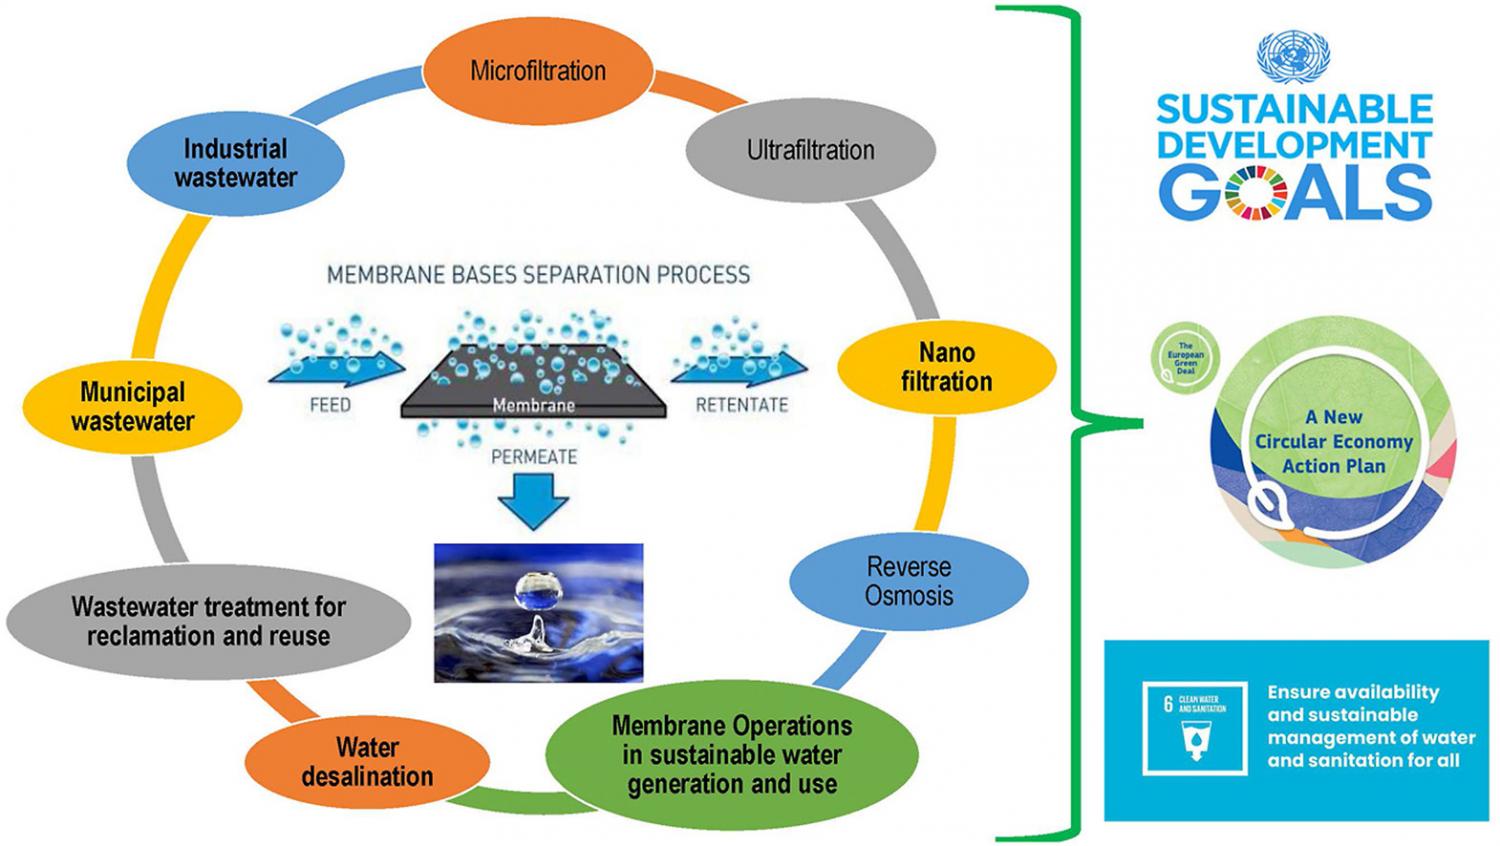 Microfiltration
Ultrafiltration
Nano
filtration
Reverse
Osmosis
Membrane Operations
in sustainable water
generation and use
Water
desalination
Wastewater treatment for
reclamation and reuse
Municipal
wastewater
Industrial
wastewater
MEMBRANE BASES SEPARATION PROCESS
FEED
Membrane
RETENTATE
PERMEATE
SUSTAINABLE
DEVELOPMENT
GOALS
The
European
Green
Deal
A New
Circular Economy
Action Plan
6 CLEAN WATER
AND SANITATION
Ensure availability
and sustainable
management of water
and sanitation for all